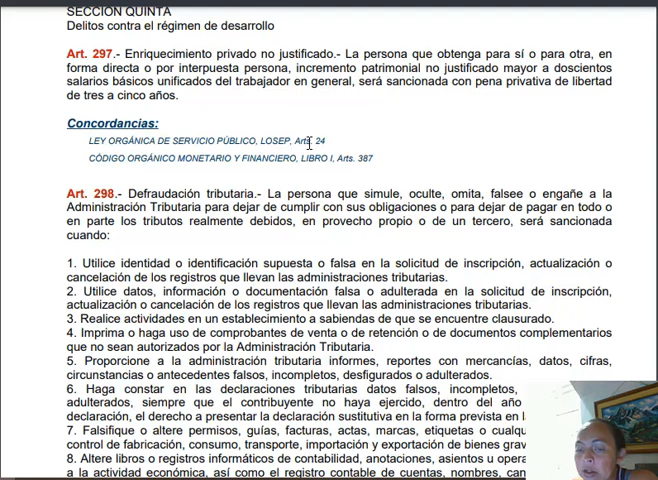 SECCIÓN QUINTA
Delitos contra el régimen de desarrollo
Art. 297.- Enriquecimiento privado no justificado.- La persona que obtenga para sí o para otra, en
forma directa o por interpuesta persona, incremento patrimonial no justificado mayor a doscientos
salarios básicos unificados del trabajador en general, será sancionada con pena privativa de libertad
de tres a cinco años.
Concordancias:
LEY ORGÁNICA DE SERVICIO PÚBLICO, LOSEP, Arts. 24
CÓDIGO ORGÁNICO MONETARIO Y FINANCIERO, LIBRO I, Arts. 387
Art. 298.- Defraudación tributaria.- La persona que simule, oculte, omita, falsee o engañe a la
Administración Tributaria para dejar de cumplir con sus obligaciones o para dejar de pagar en todo o
en parte los tributos realmente debidos, en provecho propio o de un tercero, será sancionada
cuando:
1. Utilice identidad o identificación supuesta o falsa en la solicitud de inscripción, actualización o
cancelación de los registros que llevan las administraciones tributarias.
2. Utilice datos, información o documentación falsa o adulterada en la solicitud de inscripción,
actualización o cancelación de los registros que llevan las administraciones tributarias.
3. Realice actividades en un establecimiento a sabiendas de que se encuentre clausurado.
4. Imprima o haga uso de comprobantes de venta o de retención o de documentos complementarios
que no sean autorizados por la Administración Tributaria.
5. Proporcione a la administración tributaria informes, reportes con mercancías, datos, cifras,
circunstancias o antecedentes falsos, incompletos, desfigurados o adulterados.
6. Haga constar en las declaraciones tributarias datos falsos, incompletos,
adulterados, siempre que el contribuyente no haya ejercido, dentro del año
declaración, el derecho a presentar la declaración sustitutiva en la forma prevista en
7. Falsifique o altere permisos, guías, facturas, actas, marcas, etiquetas o
control de fabricación, consumo, transporte, importación y exportación de bienes
8. Altere libros o registros informáticos de contabilidad, anotaciones, asientos u
a la actividad económica, así como el registro contable de cuentas, nombres,